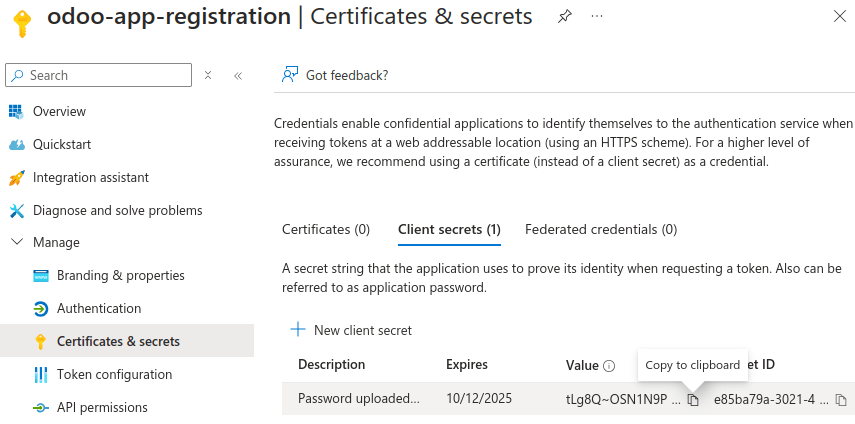 odoo-app-registration | Certificates & secrets
Search
Got feedback?
Overview
Quickstart
Integration assistant
Diagnose and solve problems
Manage
Branding & properties
Authentication
Certificates & secrets
Token configuration
API permissions
Credentials enable confidential applications to identify themselves to the authentication service when
receiving tokens at a web addressable location (using an HTTPS scheme). For a higher level of
assurance, we recommend using a certificate (instead of a client secret) as a credential.
Certificates (0) Client secrets (1) Federated credentials (0)
A secret string that the application uses to prove its identity when requesting a token. Also can be
referred to as application password.
New client secret
Copy to clipboard
Description Expires Value et ID
Password uploaded... 10/12/2025 tLg8Q~OSN1N9P ... e85ba79a-3021-4 ...